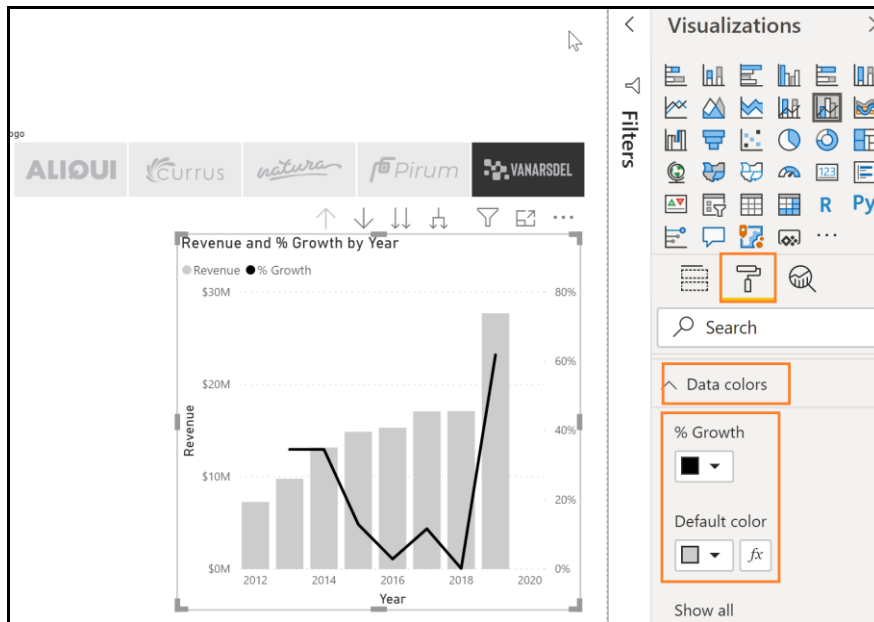 Visualizations
Filters
ogo
ALIQUI
Currus
natura
Pirum
VANARSDEL
123
R
Py
Revenue and % Growth by Year
Revenue % Growth
$30M
$20M
$10M
$0M
80%
60%
40%
20%
0%
Revenue
2012 2014 2016 2018 2020
Year
Search
Data colors
% Growth
Default color
fx
Show all